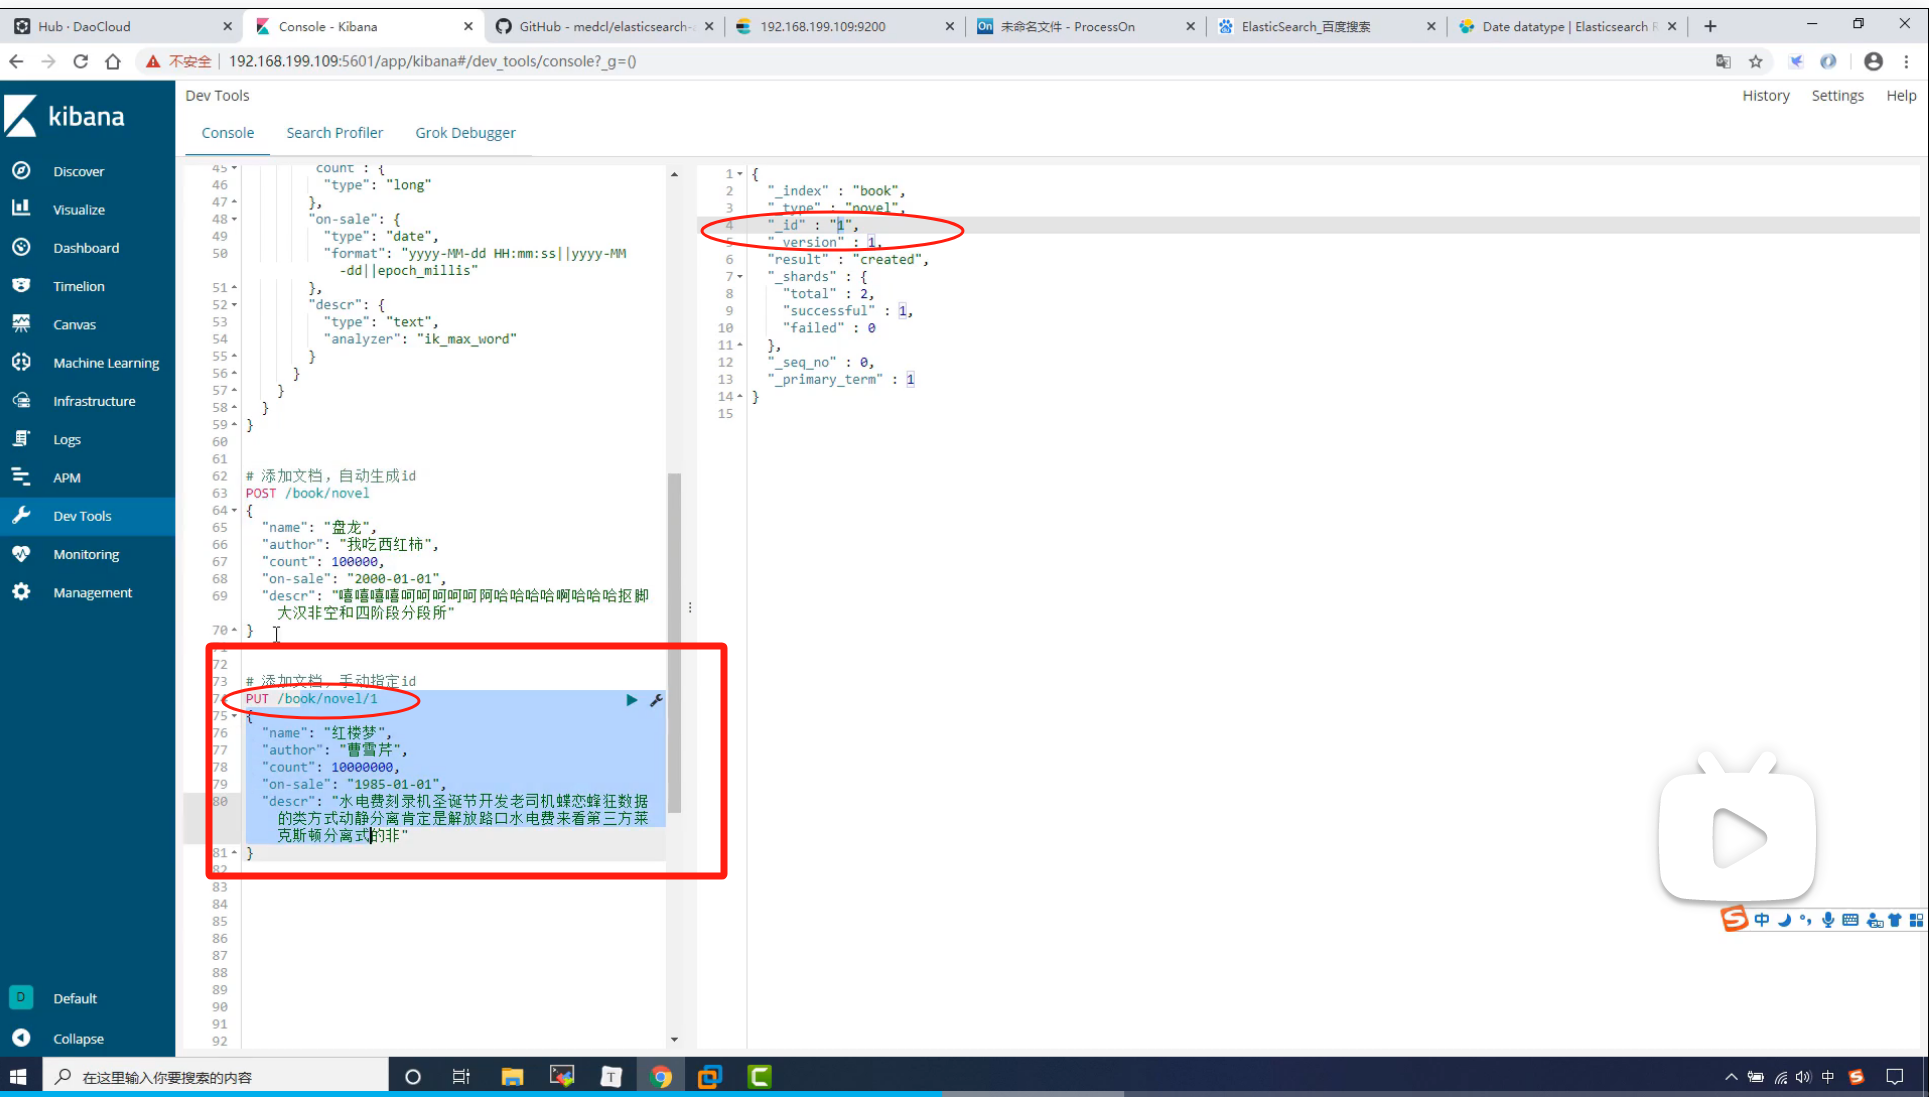 Hub · DaoCloud
Console - Kibana
GitHub - medcl/elasticsearch-
192.168.199.109:9200
On 未命名文件 - ProcessOn
ElasticSearch_百度搜索
Date datatype | Elasticsearch R
不安全 | 192.168.199.109:5601/app/kibana#/dev_tools/console?_g=()
kibana
Discover
Visualize
Dashboard
Timelion
Canvas
Machine Learning
Infrastructure
Logs
APM
Dev Tools
Monitoring
Management
D Default
Collapse
Dev Tools
History Settings Help
Console Search Profiler Grok Debugger
45 count : {
46 "type": "long"
47 },
48 "on-sale": {
49 "type": "date",
50 "format": "yyyy-MM-dd HH:mm:ss||yyyy-MM
-dd||epoch_millis"
51 },
52 "descr": {
53 "type": "text",
54 "analyzer": "ik_max_word"
55 }
56 }
57 }
58 }
59 }
60
61
62 # 添加文档，自动生成id
63 POST /book/novel
64 {
65 "name": "盘龙",
66 "author": "我吃西红柿",
67 "count": 100000,
68 "on-sale": "2000-01-01",
69 "descr": "嘻嘻嘻嘻呵呵呵呵呵阿哈哈哈哈啊哈哈哈抠脚
大汉非空和四阶段分段所"
70 }
71
72
73 # 添加文档，手动指定id
74 PUT /book/novel/1
75 {
76 "name": "红楼梦",
77 "author": "曹雪芹",
78 "count": 10000000,
79 "on-sale": "1985-01-01",
80 "descr": "水电费刻录机圣诞节开发老司机蝶恋蜂狂数据
的类方式动静分离肯定是解放路口水电费来看第三方莱
克斯顿分离式的非"
81 }
82
83
84
85
86
87
88
89
90
91
92
1 {
2 "_index" : "book",
3 "_type" : "novel",
4 "_id" : "1",
5 "_version" : 1,
6 "result" : "created",
7 "_shards" : {
8 "total" : 2,
9 "successful" : 1,
10 "failed" : 0
11 },
12 "_seq_no" : 0,
13 "_primary_term" : 1
14 }
15
中
在这里输入你要搜索的内容
中